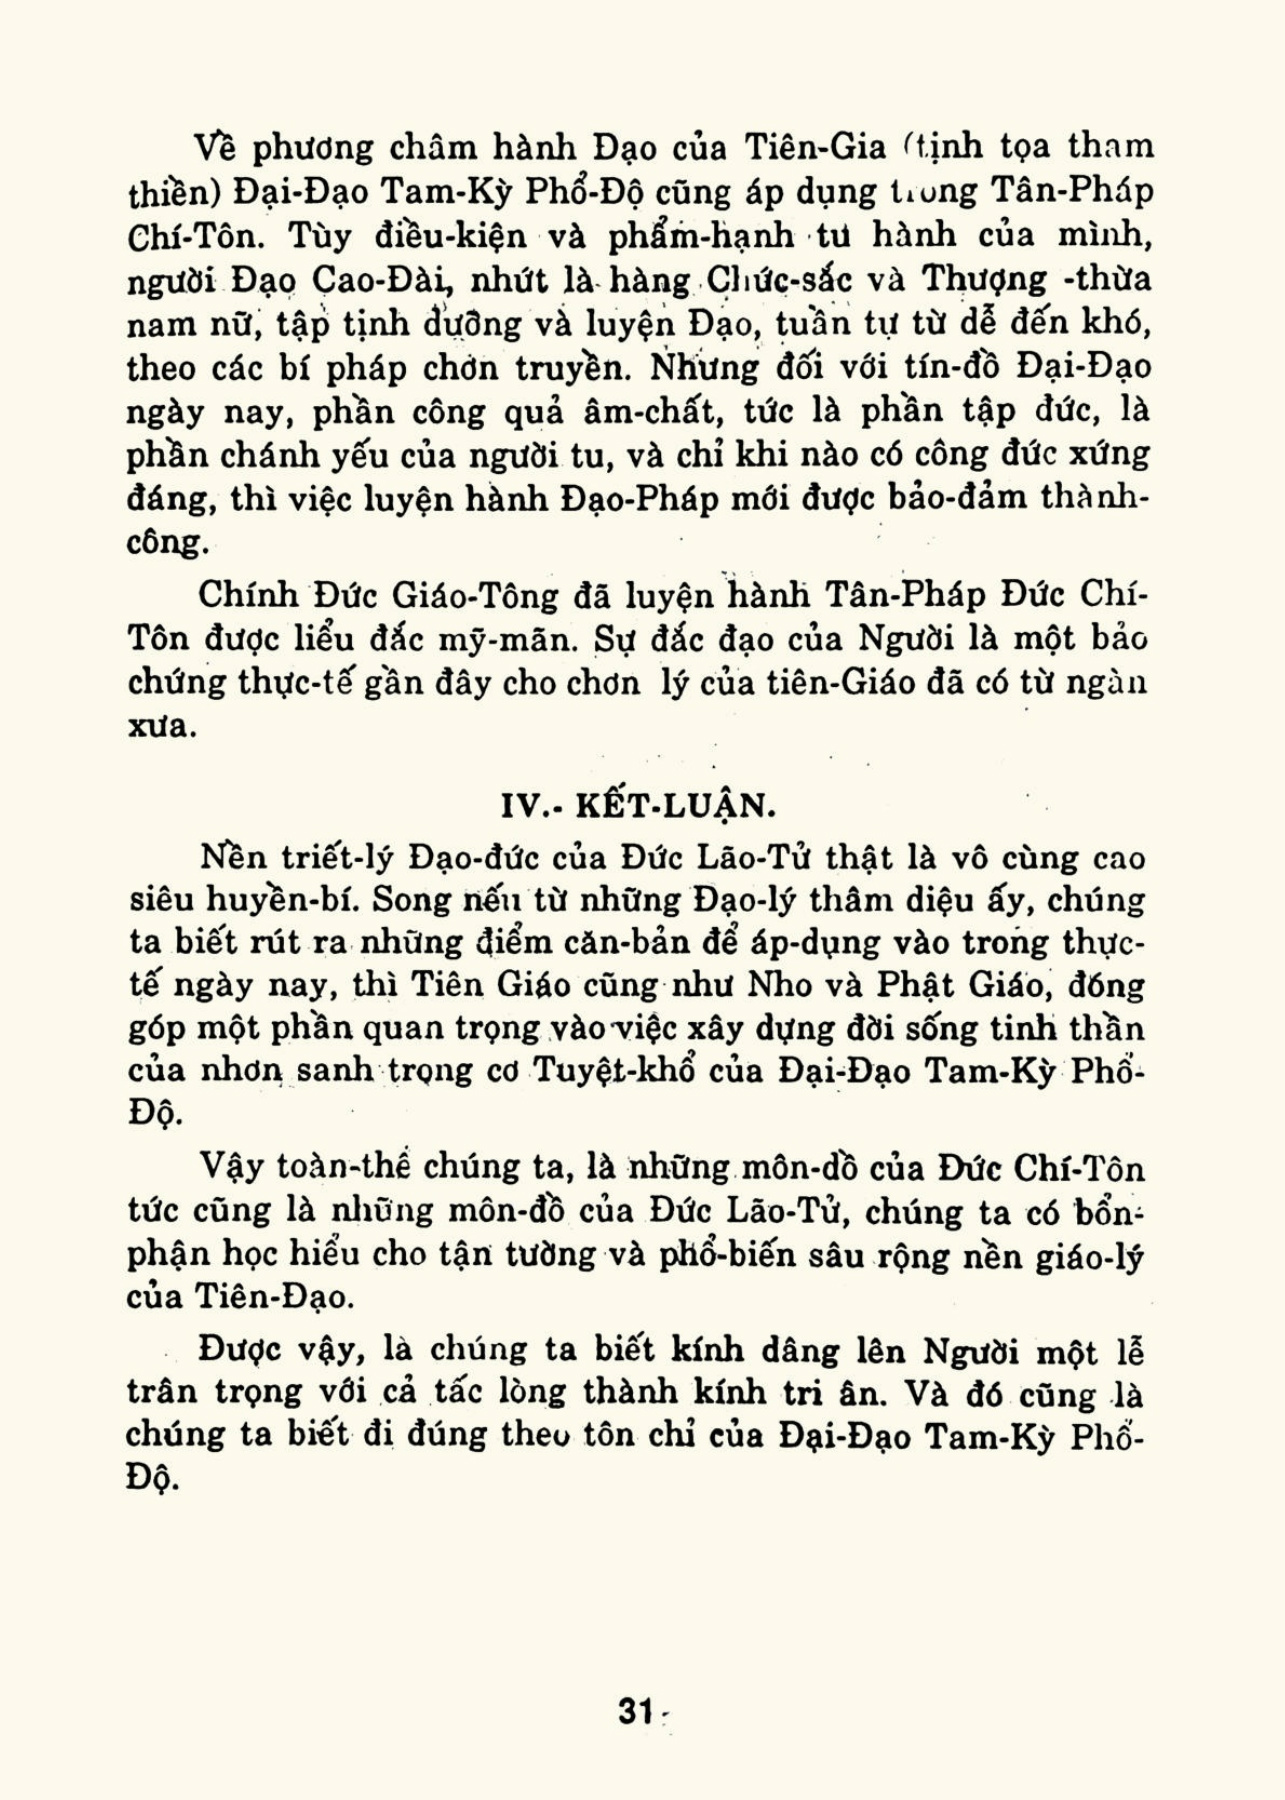 Về phương châm hành Đạo của Tiên-Gia (tịnh tọa tham
thiền) Đại-Đạo Tam-Kỳ Phổ-Độ cũng áp dụng trong Tân-Pháp
Chí-Tôn. Tùy điều-kiện và phẩm-hạnh tu hành của mình,
người Đạo Cao-Đài, nhứt là hàng Chức-sắc và Thượng -thừa
nam nữ, tập tịnh dưỡng và luyện Đạo, tuần tự từ dễ đến khó,
theo các bí pháp chơn truyền. Nhưng đối với tín-đồ Đại-Đạo
ngày nay, phần công quả âm-chất, tức là phần tập đức, là
phần chánh yếu của người tu, và chỉ khi nào có công đức xứng
đáng, thì việc luyện hành Đạo-Pháp mới được bảo-đảm thành-
công.
Chính Đức Giáo-Tông đã luyện hành Tân-Pháp Đức Chí-
Tôn được liểu đắc mỹ-mãn. Sự đắc đạo của Người là một bảo
chứng thực-tế gần đây cho chơn lý của tiên-Giáo đã có từ ngàn
xưa.
IV.- KẾT-LUẬN.
Nền triết-lý Đạo-đức của Đức Lão-Tử thật là vô cùng cao
siêu huyền-bí. Song nếu từ những Đạo-lý thâm diệu ấy, chúng
ta biết rút ra những điểm căn-bản để áp-dụng vào trong thực-
tế ngày nay, thì Tiên Giáo cũng như Nho và Phật Giáo, đóng
góp một phần quan trọng vào việc xây dựng đời sống tinh thần
của nhơn sanh trong cơ Tuyệt-khổ của Đại-Đạo Tam-Kỳ Phổ-
Độ.
Vậy toàn-thể chúng ta, là những môn-dồ của Đức Chí-Tôn
tức cũng là những môn-đồ của Đức Lão-Tử, chúng ta có bổn-
phận học hiểu cho tận tường và phổ-biến sâu rộng nền giáo-lý
của Tiên-Đạo.
Được vậy, là chúng ta biết kính dâng lên Người một lễ
trân trọng với cả tấc lòng thành kính tri ân. Và đó cũng là
chúng ta biết đi đúng theo tôn chỉ của Đại-Đạo Tam-Kỳ Phổ-
Độ.
31